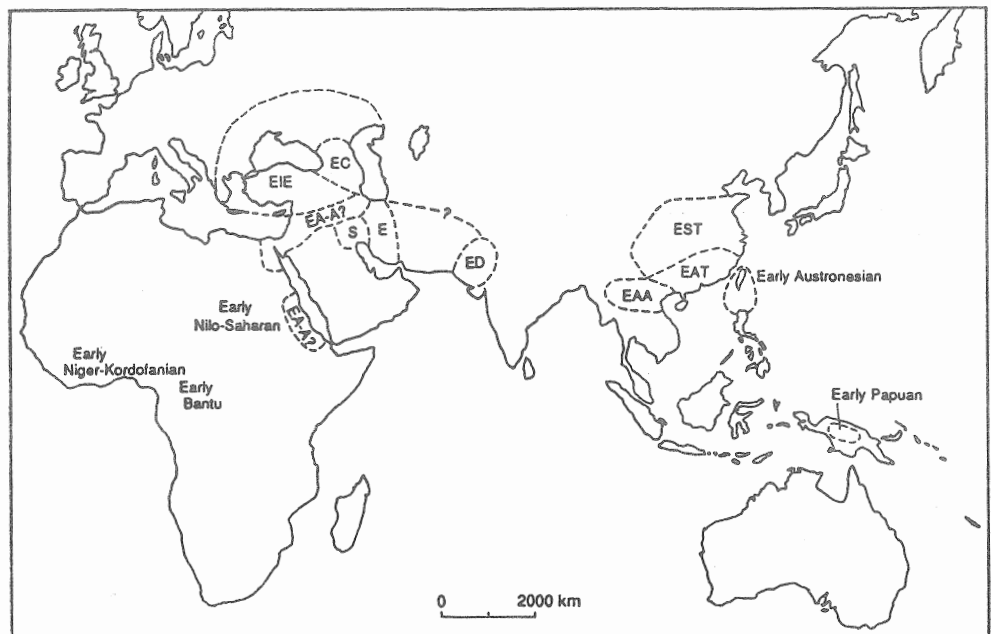 EC
EIE
EA-A?
S
E
?
ED
EST
EAT
EAA
Early Austronesian
Early
Nilo-Saharan
EA-A?
Early
Niger-Kordofanian
Early
Bantu
Early Papuan
0 2000 km